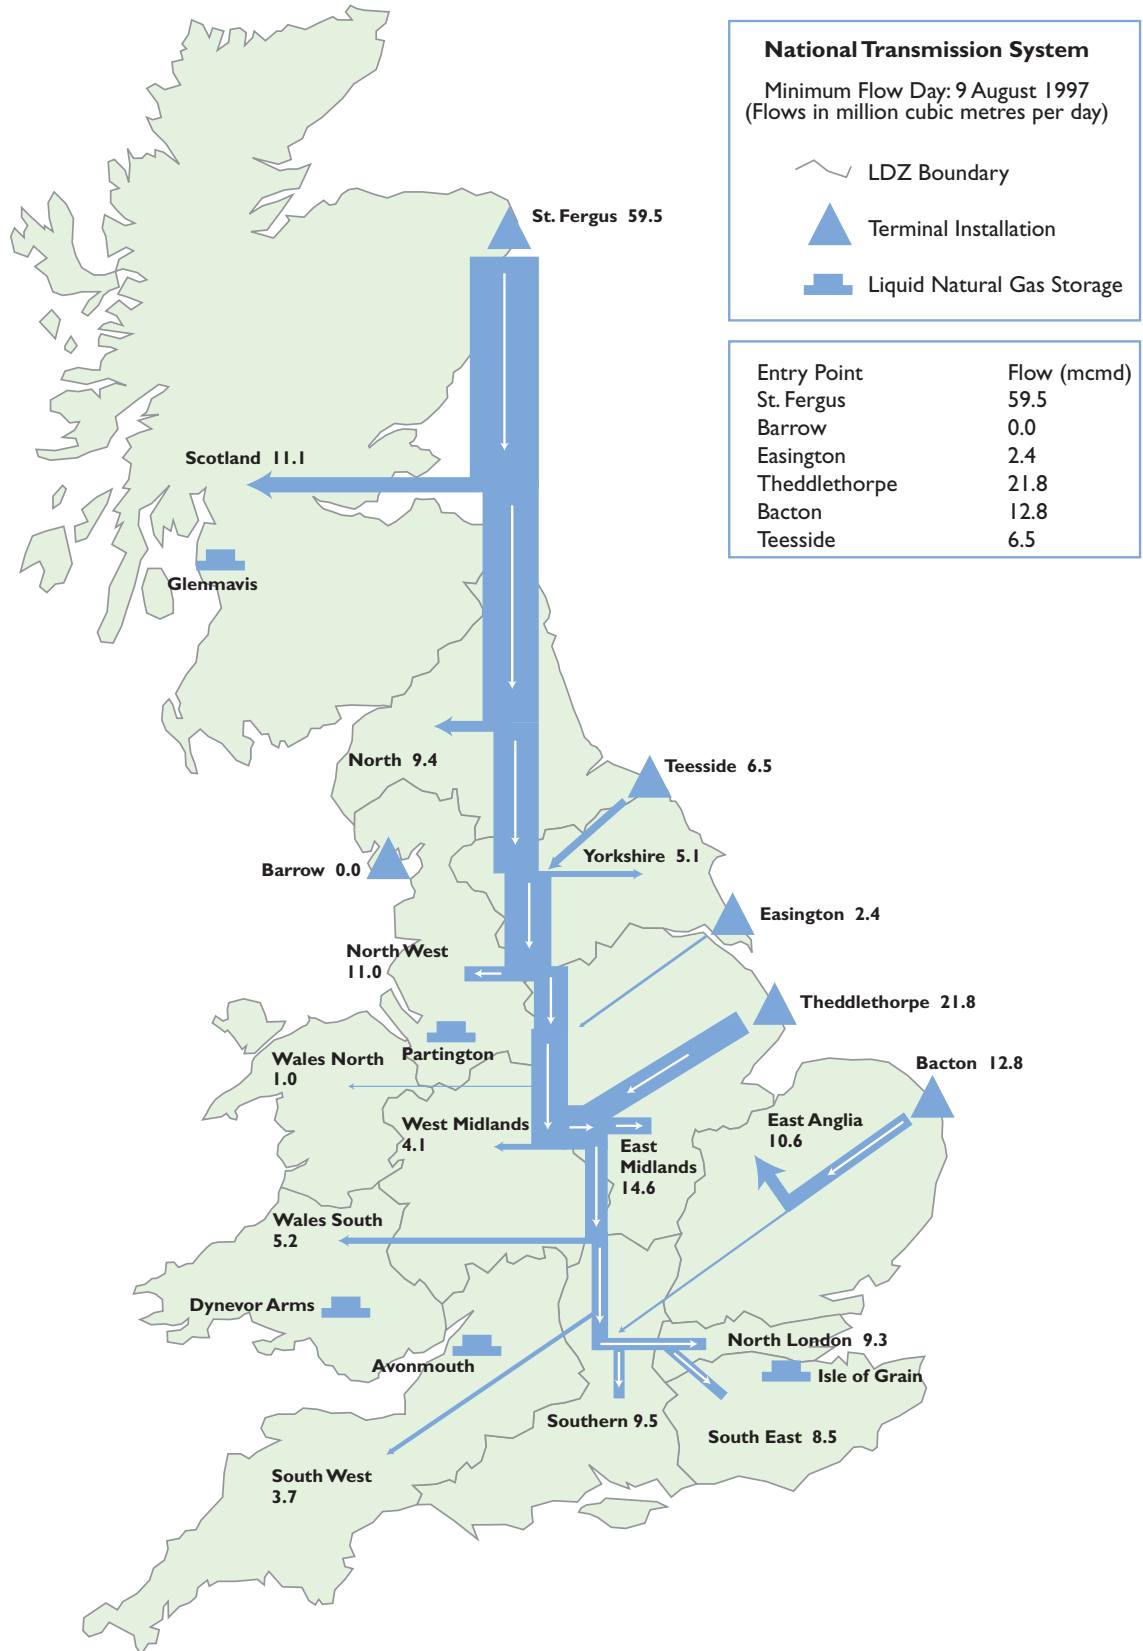 National Transmission System
Minimum Flow Day: 9 August 1997
(Flows in million cubic metres per day)
LDZ Boundary
Terminal Installation
Liquid Natural Gas Storage
Entry Point Flow (mcmd)
St. Fergus 59.5
Barrow 0.0
Easington 2.4
Theddlethorpe 21.8
Bacton 12.8
Teesside 6.5
St. Fergus 59.5
Scotland 11.1
Glenmavis
North 9.4
Teesside 6.5
Yorkshire 5.1
Barrow 0.0
Easington 2.4
North West
11.0
Theddlethorpe 21.8
Partington
Wales North
1.0
Bacton 12.8
West Midlands
4.1
East Anglia
10.6
East
Midlands
14.6
Wales South
5.2
Dynevor Arms
Avonmouth
North London 9.3
Isle of Grain
Southern 9.5
South East 8.5
South West
3.7